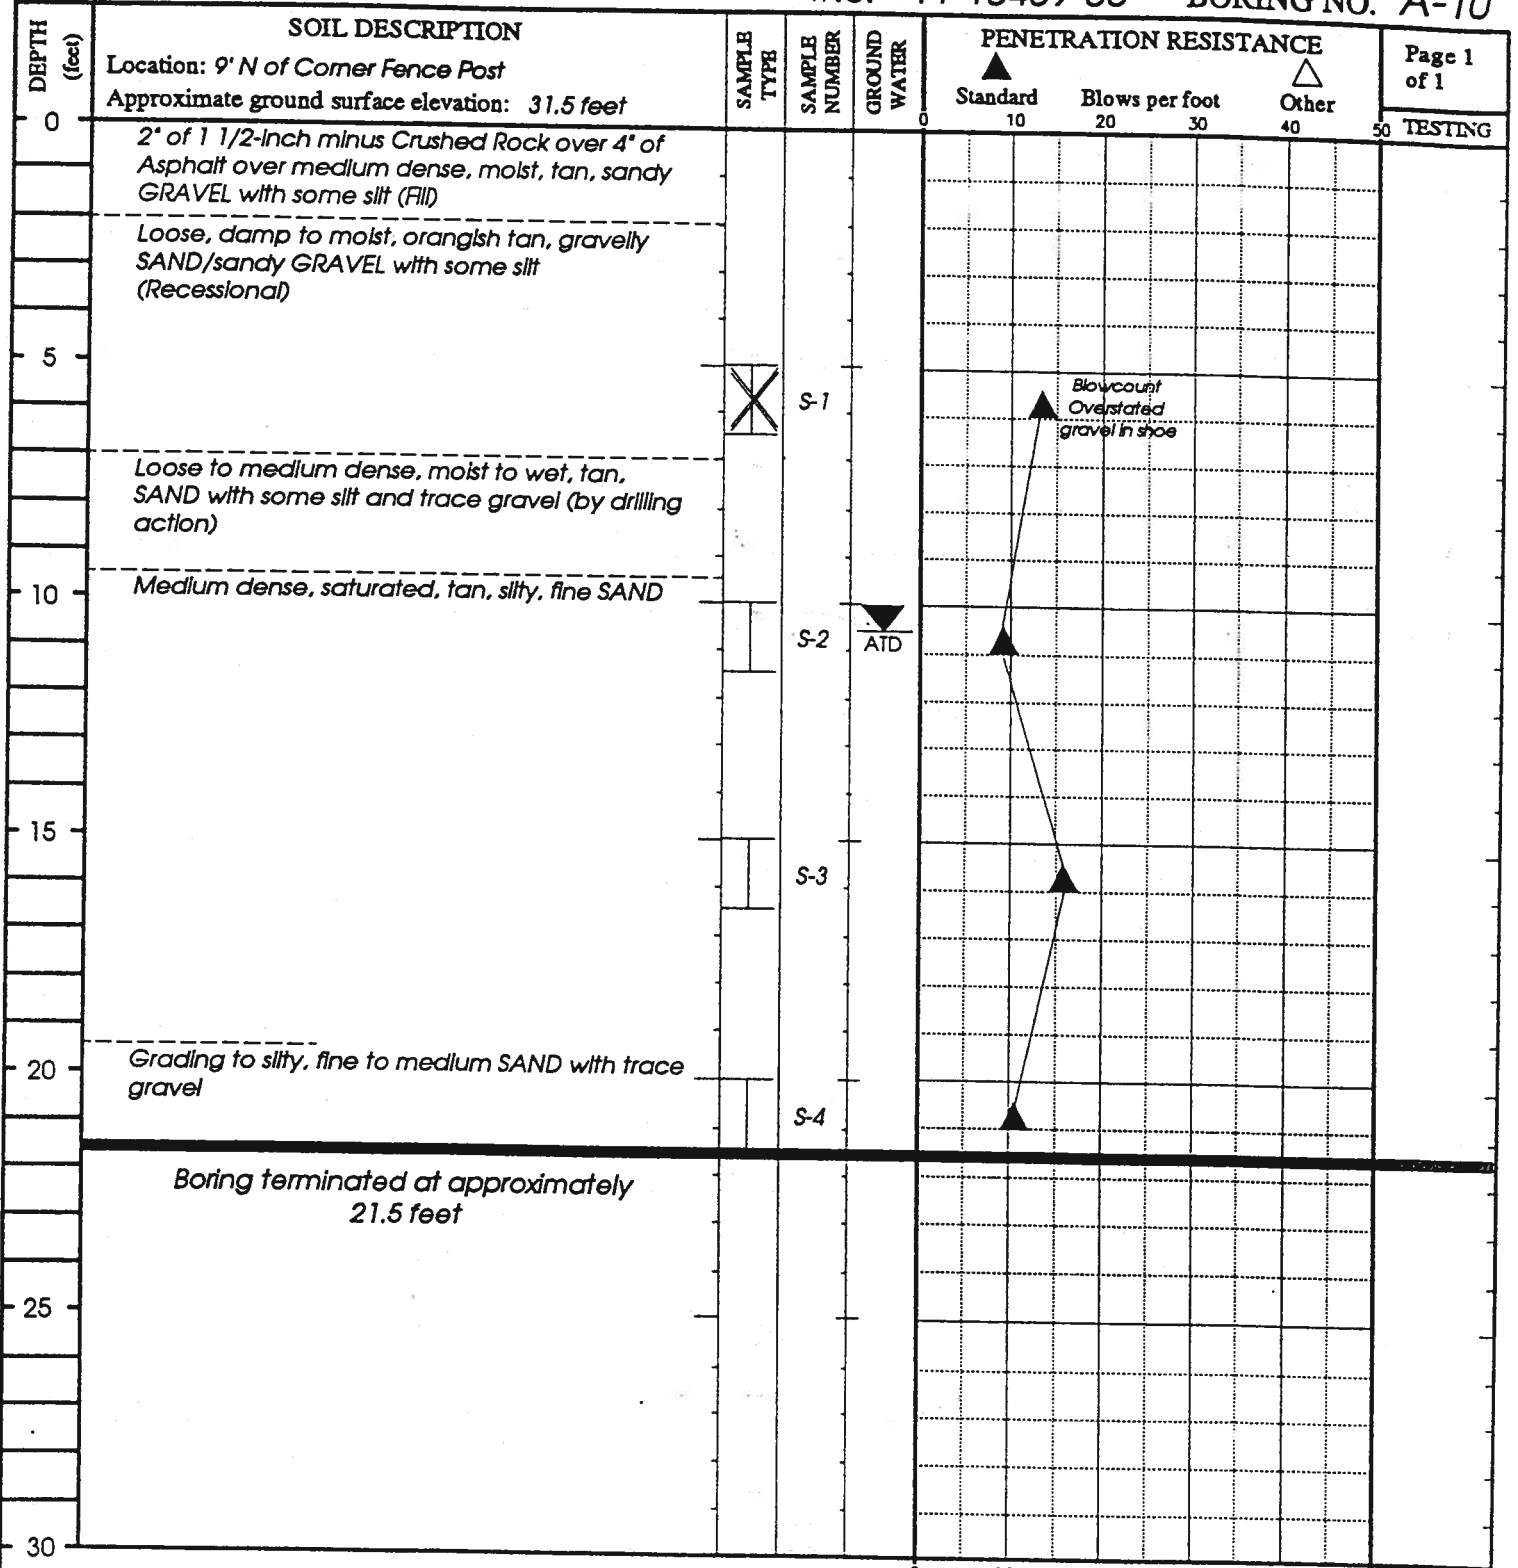 BORING NO. A-10
DEPTH (feet)
SOIL DESCRIPTION
Location: 9' N of Corner Fence Post
Approximate ground surface elevation: 31.5 feet
SAMPLE TYPE
SAMPLE NUMBER
GROUND WATER
PENETRATION RESISTANCE
Standard Blows per foot Other
0 10 20 30 40 50
Page 1
of 1
TESTING
0
2" of 1 1/2-inch minus Crushed Rock over 4" of
Asphalt over medium dense, moist, tan, sandy
GRAVEL with some silt (Fill)
Loose, damp to moist, orangish tan, gravelly
SAND/sandy GRAVEL with some silt
(Recessional)
5
S-1
Blowcount
Overstated
gravel in shoe
Loose to medium dense, moist to wet, tan,
SAND with some silt and trace gravel (by drilling
action)
10
Medium dense, saturated, tan, silty, fine SAND
S-2
ATD
15
S-3
20
Grading to silty, fine to medium SAND with trace
gravel
S-4
Boring terminated at approximately
21.5 feet
25
30